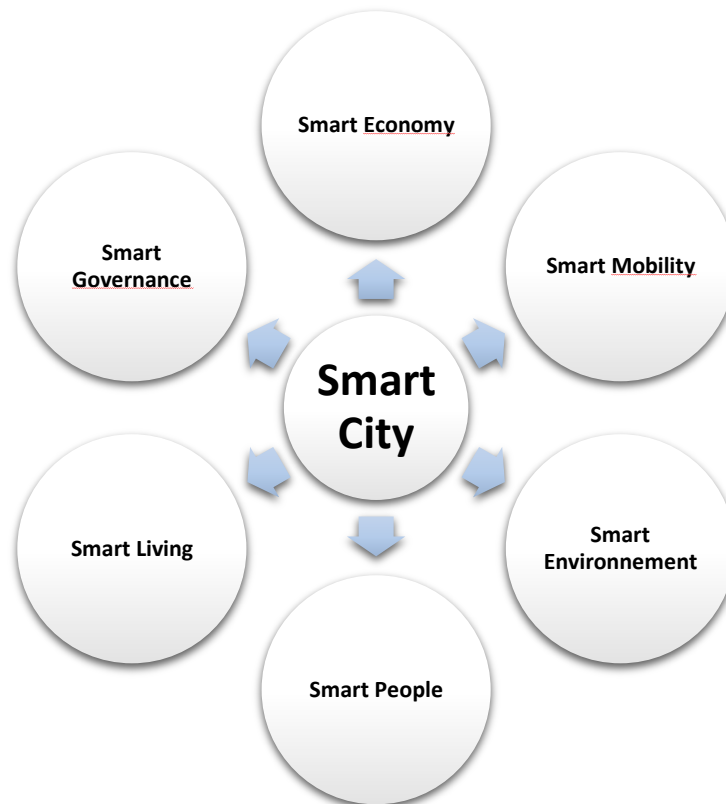 Smart Economy
Smart
Governance
Smart Mobility
Smart
City
Smart Living
Smart
Environnement
Smart People